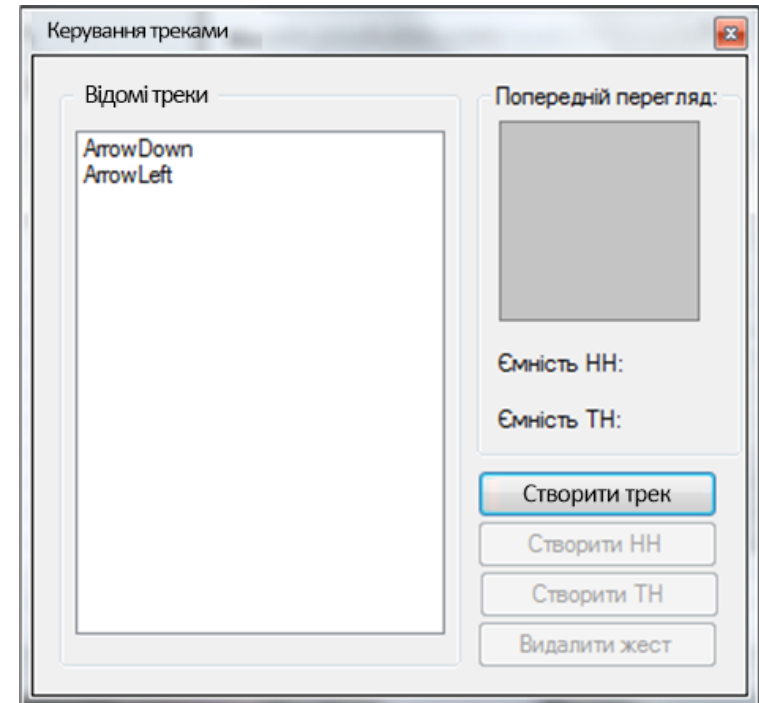 Керування треками
Відомі треки
ArrowDown
ArrowLeft
Попередній перегляд:
Ємність НН:
Ємність ТН:
Створити трек
Створити НН
Створити ТН
Видалити жест